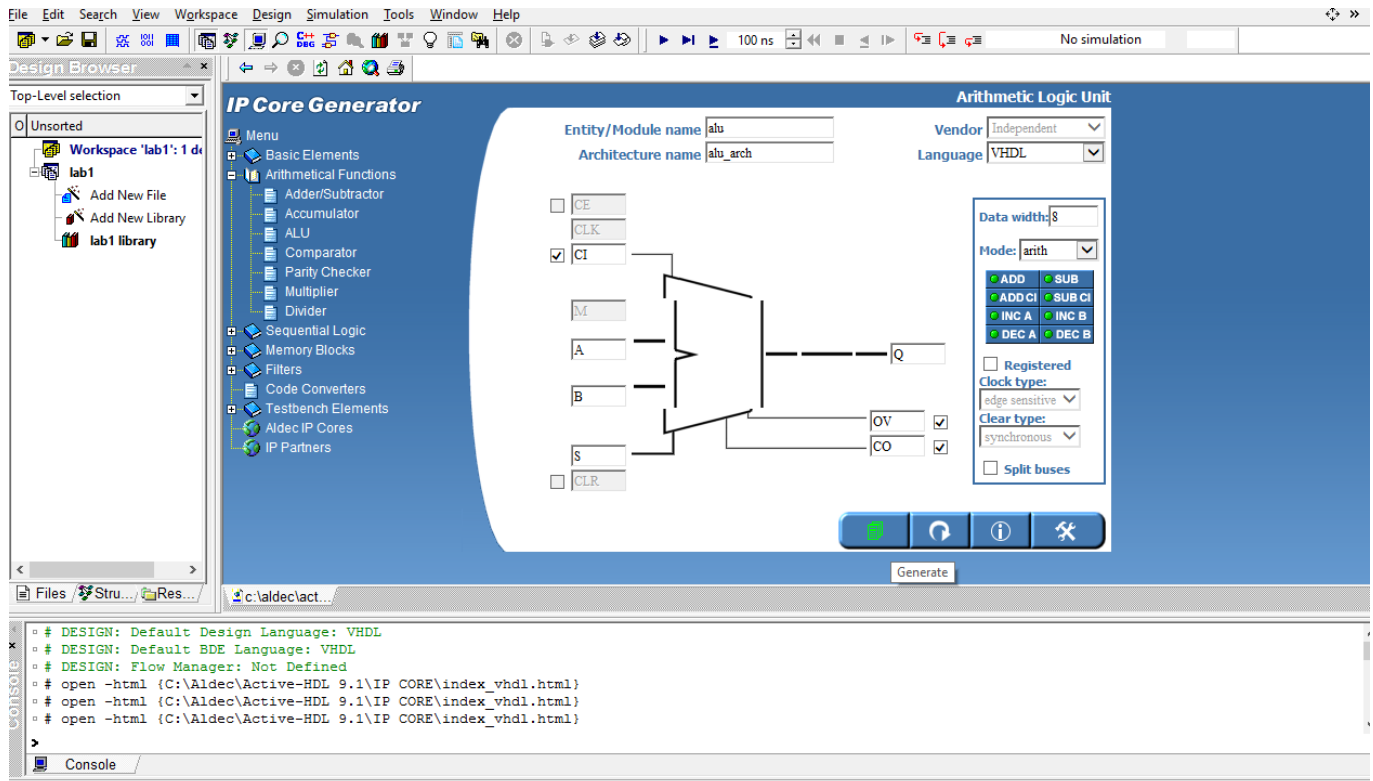 File Edit Search View Workspace Design Simulation Tools Window Help
C++
DBG
100 ns
No simulation
Design Browser
Top-Level selection
O Unsorted
Workspace 'lab1': 1 de
lab1
Add New File
Add New Library
lab1 library
Files
Stru...
Res...
IP Core Generator
Menu
Basic Elements
Arithmetical Functions
Adder/Subtractor
Accumulator
ALU
Comparator
Parity Checker
Multiplier
Divider
Sequential Logic
Memory Blocks
Filters
Code Converters
Testbench Elements
Aldec IP Cores
IP Partners
Arithmetic Logic Unit
Entity/Module name alu
Vendor Independent
Architecture name alu_arch
Language VHDL
CE
CLK
CI
M
A
B
S
CLR
Q
OV
CO
Data width: 8
Mode: arith
ADD SUB
ADD CI SUB CI
INC A INC B
DEC A DEC B
Registered
Clock type:
edge sensitive
Clear type:
synchronous
Split buses
Generate
c:\aldec\act...
# DESIGN: Default Design Language: VHDL
# DESIGN: Default BDE Language: VHDL
# DESIGN: Flow Manager: Not Defined
# open -html {C:\Aldec\Active-HDL 9.1\IP CORE\index_vhdl.html}
# open -html {C:\Aldec\Active-HDL 9.1\IP CORE\index_vhdl.html}
# open -html {C:\Aldec\Active-HDL 9.1\IP CORE\index_vhdl.html}
>
console
Console